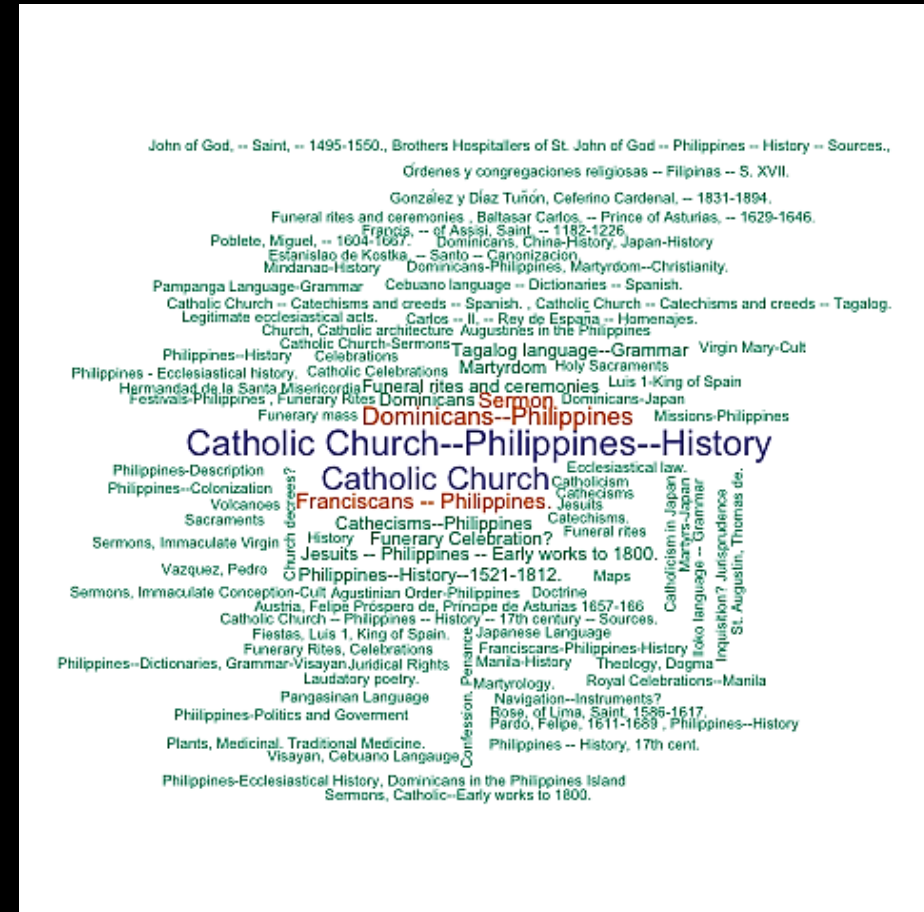 John of God, -- Saint, -- 1495-1550., Brothers Hospitallers of St. John of God -- Philippines -- History -- Sources.,
Órdenes y congregaciones religiosas -- Filipinas -- S. XVII.
González y Díaz Tuñón, Ceferino Cardenal, -- 1831-1894.
Funeral rites and ceremonies , Baltasar Carlos, -- Prince of Asturias, -- 1629-1646.
Francis, -- of Assisi, Saint, -- 1182-1226.
Poblete, Miguel, -- 1604-1667.
Dominicans, China-History, Japan-History
Estanislao de Kostka, -- Santo -- Canonizacion,
Mindanao-History
Dominicans-Philippines, Martyrdom--Christianity.
Pampanga Language-Grammar
Cebuano language -- Dictionaries -- Spanish.
Catholic Church -- Catechisms and creeds -- Spanish. , Catholic Church -- Catechisms and creeds -- Tagalog.
Legitimate ecclesiastical acts.
Carlos -- II, -- Rey de España -- Homenajes.
Church, Catholic architecture
Augustines in the Philippines
Catholic Church-Sermons
Tagalog language--Grammar
Virgin Mary-Cult
Philippines--History
Celebrations
Martyrdom
Holy Sacraments
Philippines - Ecclesiastical history.
Catholic Celebrations
Hermandad de la Santa Misericordia
Funeral rites and ceremonies
Luis 1-King of Spain
Festivals-Philippines , Funerary Rites
Dominicans
Sermon
Dominicans-Japan
Funerary mass
Dominicans--Philippines
Missions-Philippines
Catholic Church--Philippines--History
Philippines-Description
Catholic Church
Ecclesiastical law.
Philippines--Colonization
Catholicism
Cathecisms
Volcanoes
Franciscans -- Philippines.
Jesuits
Sacraments
Cathecisms--Philippines
Catechisms.
Sermons, Immaculate Virgin
History
Funerary Celebration?
Funeral rites
Church decrees?
Jesuits -- Philippines -- Early works to 1800.
Vazquez, Pedro
Philippines--History--1521-1812.
Maps
Catholicism in Japan
Martyrs-Japan
Iloko language -- Grammar
Inquisition? Jurisprudence
St. Augustin, Thomas de.
Sermons, Immaculate Conception-Cult
Agustinian Order-Philippines
Doctrine
Austria, Felipe Próspero de, Príncipe de Asturias 1657-166
Catholic Church -- Philippines -- History -- 17th century -- Sources.
Fiestas, Luis 1, King of Spain.
Japanese Language
Funerary Rites, Celebrations
Franciscans-Philippines-History
Philippines--Dictionaries, Grammar-Visayan
Juridical Rights
Manila-History
Theology, Dogma
Laudatory poetry.
Confession. Penance
Martyrology.
Royal Celebrations--Manila
Pangasinan Language
Navigation--Instruments?
Phiilippines-Politics and Goverment
Rose, of Lima, Saint, 1586-1617.
Pardo, Felipe, 1611-1689 , Philippines--History
Plants, Medicinal. Traditional Medicine.
Philippines -- History, 17th cent.
Visayan, Cebuano Langauge
Philippines-Ecclesiastical History, Dominicans in the Philippines Island
Sermons, Catholic--Early works to 1800.